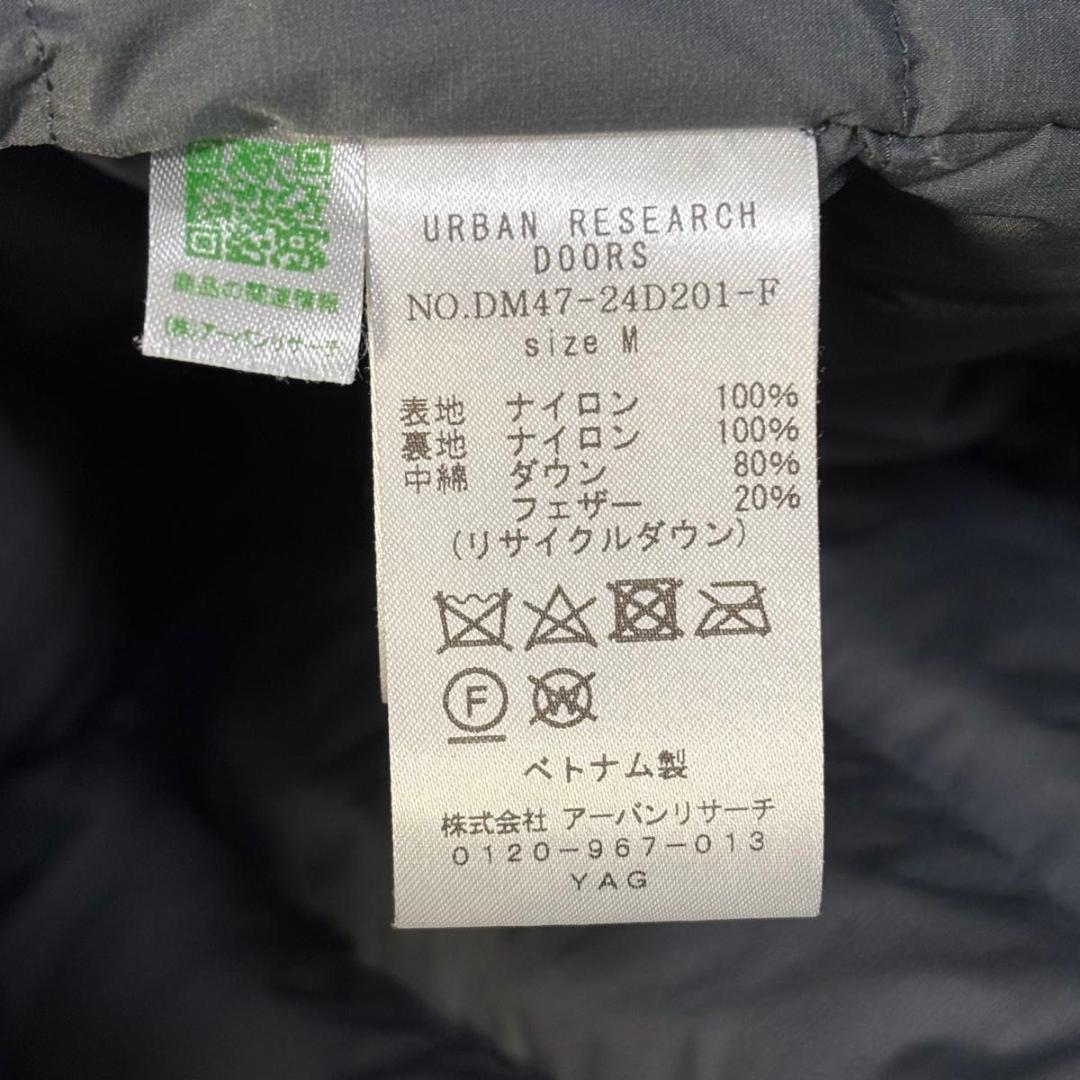 商品の関連情報
(株)アーバンリサーチ
URBAN RESEARCH
DOORS
NO.DM47-24D201-F
size M
表地 ナイロン 100%
裏地 ナイロン 100%
中綿 ダウン 80%
フェザー 20%
(リサイクルダウン)
F W
ベトナム製
株式会社 アーバンリサーチ
0120-967-013
YAG